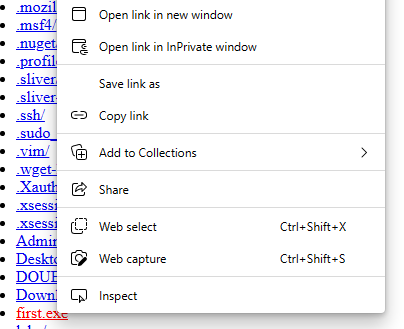 .mozil
Open link in new window
.msf4/
.nuget/
Open link in InPrivate window
.profil
.sliver/
Save link as
.sliver-
.ssh/
Copy link
.sudo_
.vim/
Add to Collections
.wget-
.Xauth
Share
.xsessi
.xsessi
Web select Ctrl+Shift+X
Admin
Deskto
Web capture Ctrl+Shift+S
DOUB
Downl
Inspect
first.exe